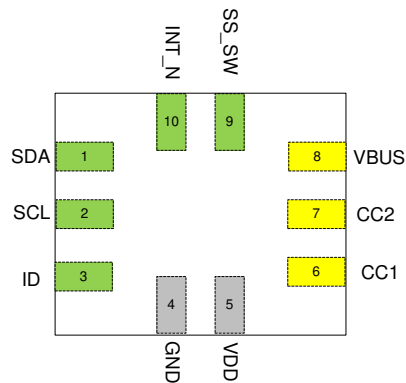 INT_N
SS_SW
10
9
SDA
1
8
VBUS
SCL
2
7
CC2
ID
3
6
CC1
4
5
GND
VDD